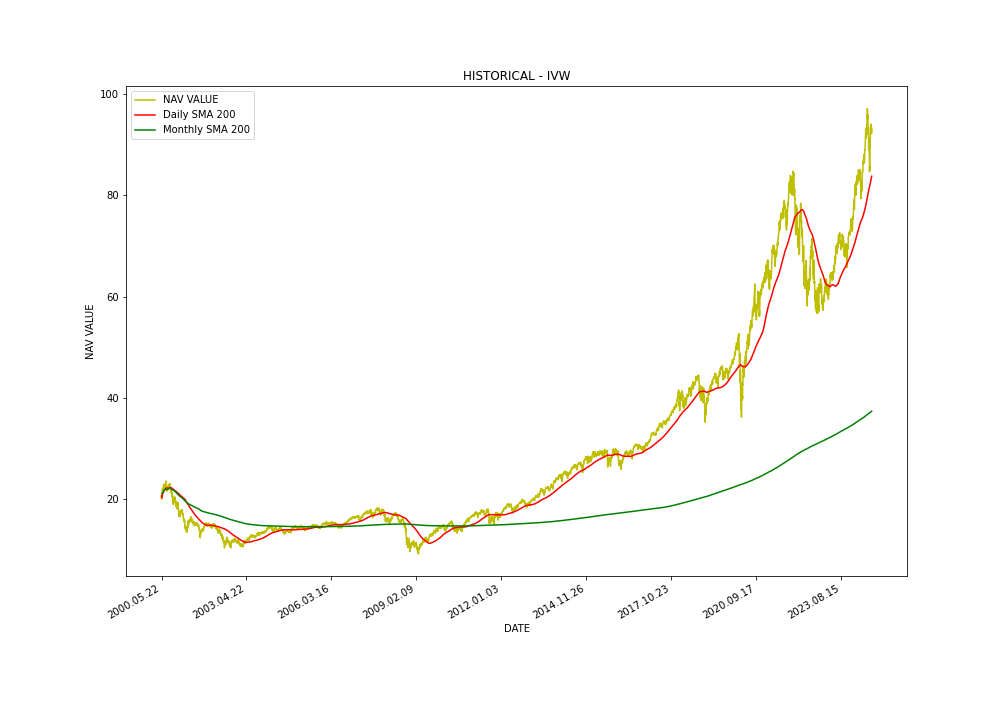 HISTORICAL - IVW
NAV VALUE
Daily SMA 200
Monthly SMA 200
100
80
60
40
20
NAV VALUE
2000.05.22
2003.04.22
2006.03.16
2009.02.09
2012.01.03
2014.11.26
2017.10.23
2020.09.17
2023.08.15
DATE